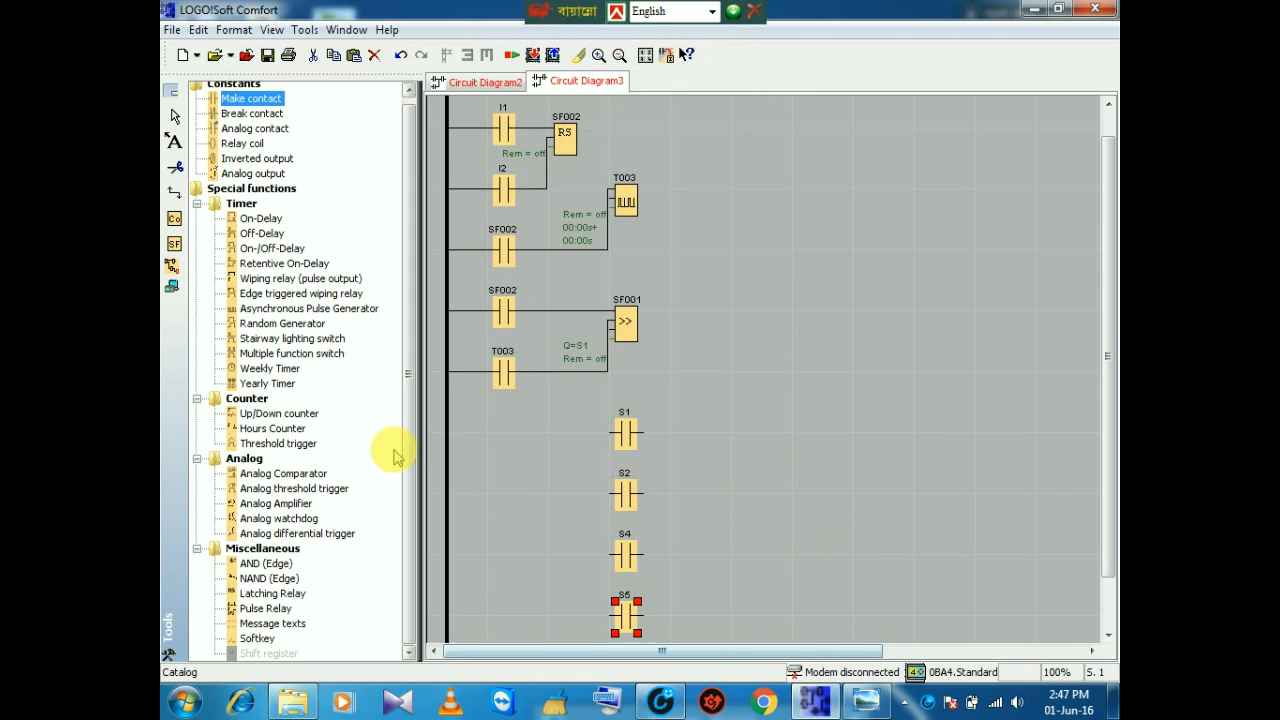 LOGO!Soft Comfort
বায়ান্নো
English
File Edit Format View Tools Window Help
Circuit Diagram2
Circuit Diagram3
Constants
Make contact
Break contact
Analog contact
Relay coil
Inverted output
Analog output
Special functions
Timer
On-Delay
Off-Delay
On-/Off-Delay
Retentive On-Delay
Wiping relay (pulse output)
Edge triggered wiping relay
Asynchronous Pulse Generator
Random Generator
Stairway lighting switch
Multiple function switch
Weekly Timer
Yearly Timer
Counter
Up/Down counter
Hours Counter
Threshold trigger
Analog
Analog Comparator
Analog threshold trigger
Analog Amplifier
Analog watchdog
Analog differential trigger
Miscellaneous
AND (Edge)
NAND (Edge)
Latching Relay
Pulse Relay
Message texts
Softkey
Shift register
Co
SF
Tools
I1
SF002
RS
Rem = off
I2
T003
Rem = off
00:00s+
00:00s
SF002
SF002
SF001
>>
Q=S1
Rem = off
T003
S1
S2
S4
S5
Catalog
Modem disconnected
0BA4.Standard
100%
S. 1
2:47 PM
01-Jun-16